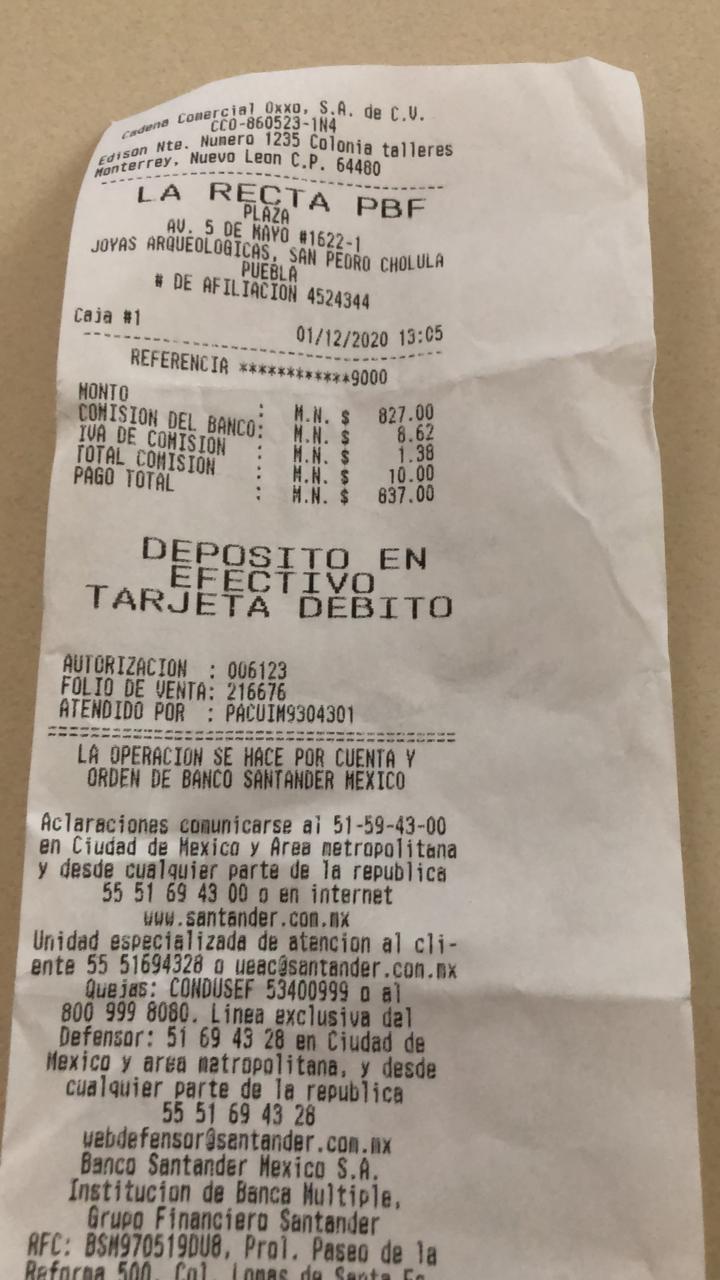 Cadena Comercial Oxxo, S.A. de C.V.
CCO-860523-1N4
Edison Nte. Numero 1235 Colonia talleres
Monterrey, Nuevo Leon C.P. 64480
LA RECTA PBF
PLAZA
AV. 5 DE MAYO #1622-1
JOYAS ARQUEOLOGICAS, SAN PEDRO CHOLULA
PUEBLA
# DE AFILIACION 4524344
Caja #1 01/12/2020 13:05
REFERENCIA ************9000
MONTO : M.N. $ 827.00
COMISION DEL BANCO: M.N. $ 8.62
IVA DE COMISION : M.N. $ 1.38
TOTAL COMISION : M.N. $ 10.00
PAGO TOTAL : M.N. $ 837.00
DEPOSITO EN
EFECTIVO
TARJETA DEBITO
AUTORIZACION : 006123
FOLIO DE VENTA: 216676
ATENDIDO POR : PACUIM9304301
====================================
LA OPERACION SE HACE POR CUENTA Y
ORDEN DE BANCO SANTANDER MEXICO
Aclaraciones comunicarse al 51-59-43-00
en Ciudad de Mexico y Area metropolitana
y desde cualquier parte de la republica
55 51 69 43 00 o en internet
www.santander.com.mx
Unidad especializada de atencion al cli-
ente 55 51694328 o ueac@santander.com.mx
Quejas: CONDUSEF 53400999 o al
800 999 8080. Linea exclusiva del
Defensor: 51 69 43 28 en Ciudad de
Mexico y area metropolitana, y desde
cualquier parte de la republica
55 51 69 43 28
webdefensor@santander.com.mx
Banco Santander Mexico S.A.
Institucion de Banca Multiple,
Grupo Financiero Santander
RFC: BSM970519DU8, Prol. Paseo de la
Reforma 500, Col. Lomas de Santa Fe